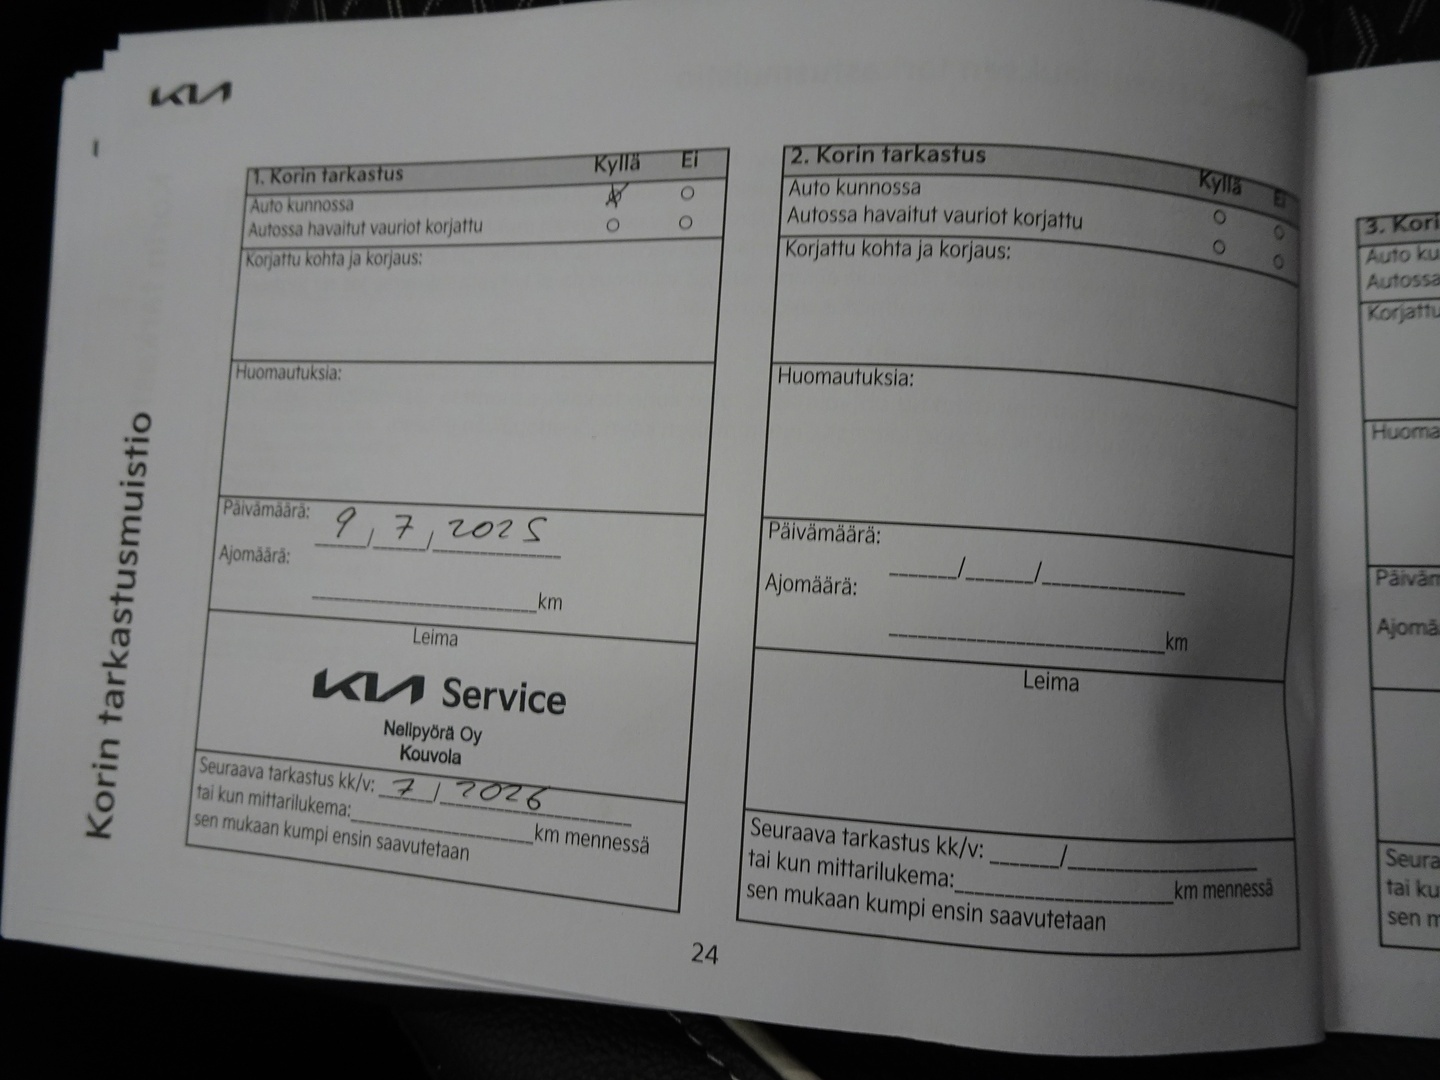 KIA
Korin tarkastusmuistio
1. Korin tarkastus Kyllä Ei
Auto kunnossa
Autossa havaitut vauriot korjattu
Korjattu kohta ja korjaus:
Huomautuksia:
Päivämäärä: 9 / 7 / 2025
Ajomäärä:
km
Leima
KIA Service
Nelipyörä Oy
Kouvola
Seuraava tarkastus kk/v: 7 / 2026
tai kun mittarilukema: km mennessä
sen mukaan kumpi ensin saavutetaan
2. Korin tarkastus Kyllä Ei
Auto kunnossa
Autossa havaitut vauriot korjattu
Korjattu kohta ja korjaus:
Huomautuksia:
Päivämäärä: / /
Ajomäärä:
km
Leima
Seuraava tarkastus kk/v: /
tai kun mittarilukema: km mennessä
sen mukaan kumpi ensin saavutetaan
24
3. Kori
Auto ku
Autossa
Korjattu
Huoma
Päiväm
Ajomä
Seura
tai ku
sen m